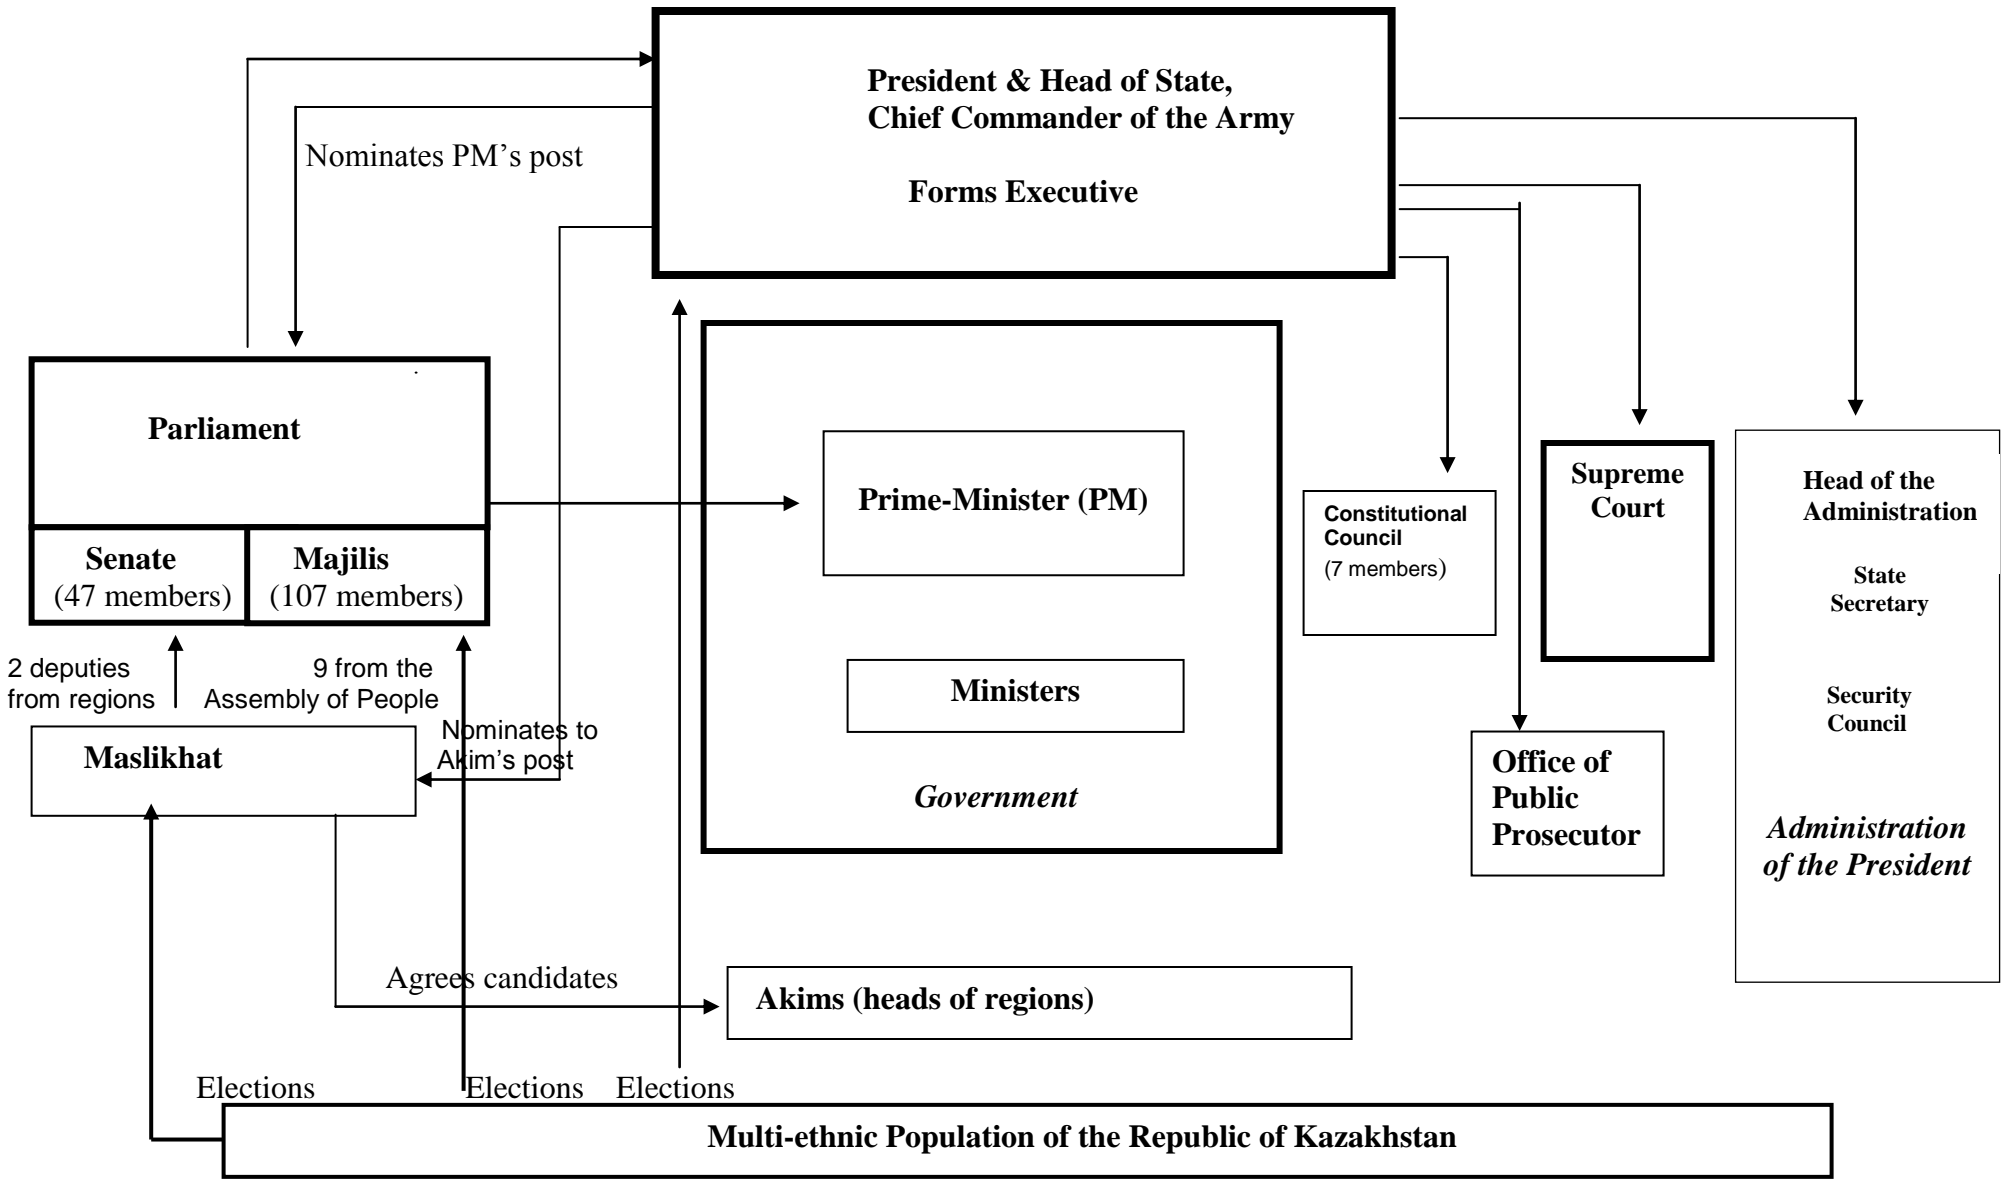 President & Head of State,
Chief Commander of the Army
Forms Executive
Nominates PM’s post
Parliament
Senate
(47 members)
Majilis
(107 members)
2 deputies
from regions
9 from the
Assembly of People
Maslikhat
Nominates to
Akim’s post
Prime-Minister (PM)
Ministers
Government
Constitutional
Council
(7 members)
Supreme
Court
Office of
Public
Prosecutor
Head of the
Administration
State
Secretary
Security
Council
Administration
of the President
Agrees candidates
Akims (heads of regions)
Elections
Elections
Elections
Multi-ethnic Population of the Republic of Kazakhstan